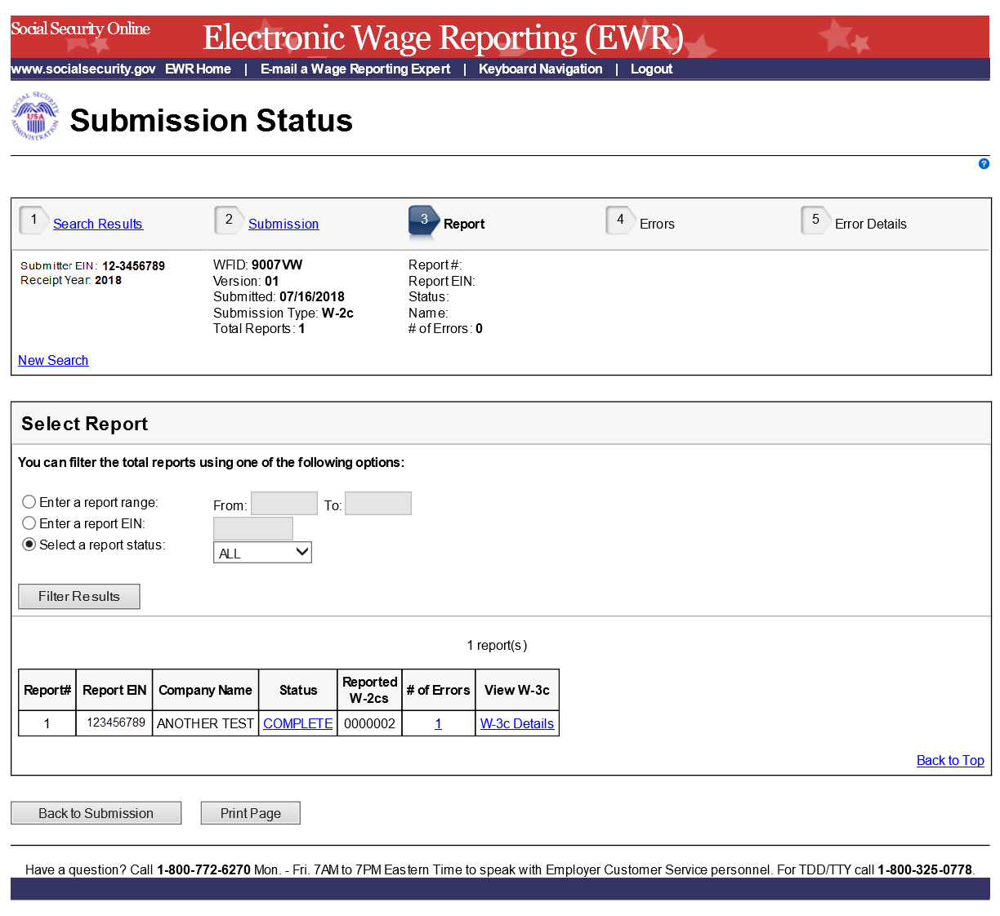 Social Security Online
Electronic Wage Reporting (EWR)
www.socialsecurity.gov EWR Home | E-mail a Wage Reporting Expert | Keyboard Navigation | Logout
SOCIAL SECURITY ADMINISTRATION
USA
Submission Status
?
1 Search Results 2 Submission 3 Report 4 Errors 5 Error Details
Submitter EIN: 12-3456789
Receipt Year: 2018
WFID: 9007VW
Version: 01
Submitted: 07/16/2018
Submission Type: W-2c
Total Reports: 1
Report #:
Report EIN:
Status:
Name:
# of Errors: 0
New Search
Select Report
You can filter the total reports using one of the following options:
Enter a report range: From: To:
Enter a report EIN:
Select a report status: ALL
Filter Results
1 report(s)
Report# Report EIN Company Name Status Reported W-2cs # of Errors View W-3c
1 123456789 ANOTHER TEST COMPLETE 0000002 1 W-3c Details
Back to Top
Back to Submission Print Page
Have a question? Call 1-800-772-6270 Mon. - Fri. 7AM to 7PM Eastern Time to speak with Employer Customer Service personnel. For TDD/TTY call 1-800-325-0778.